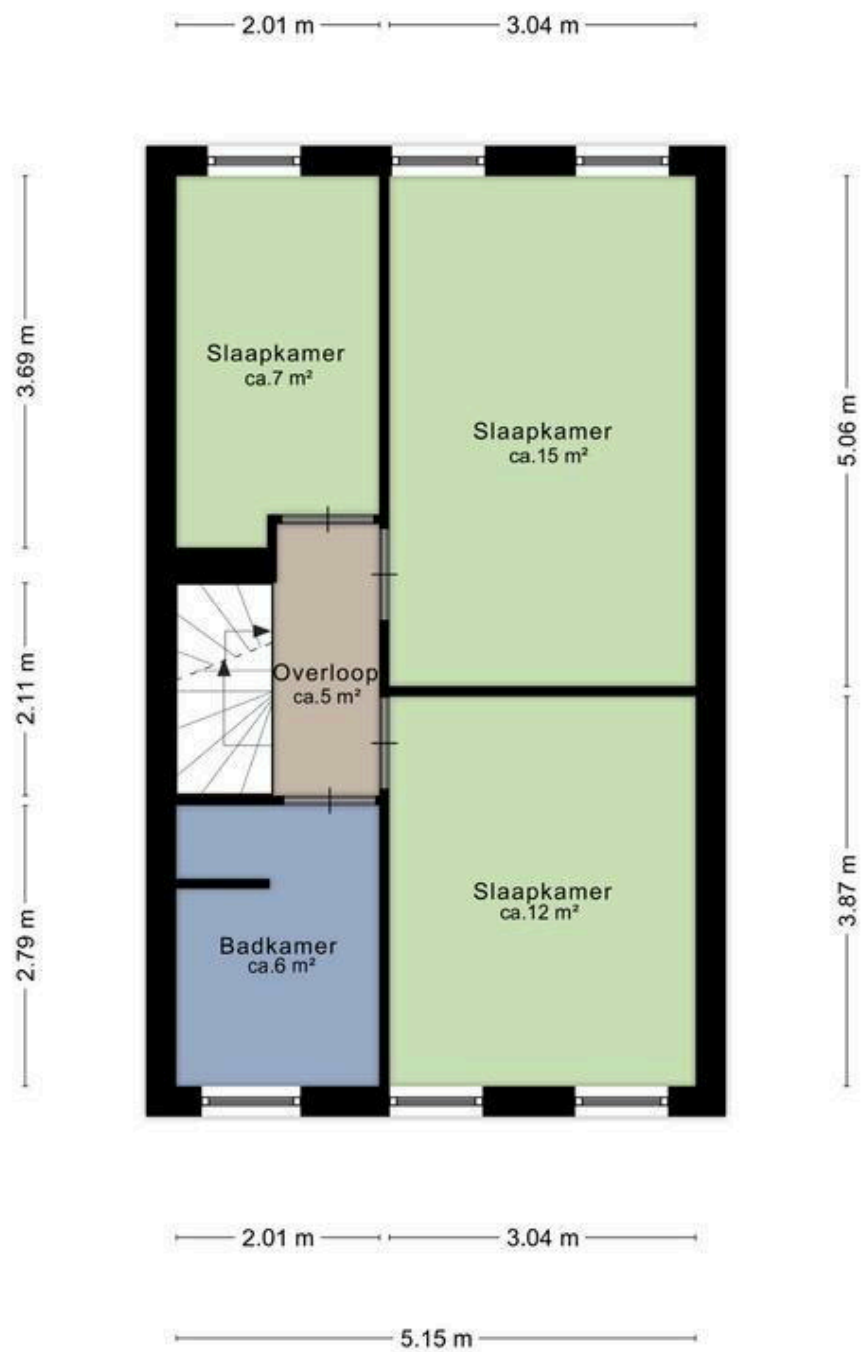 2.01 m
3.04 m
3.69 m
5.06 m
Slaapkamer
ca.7 m²
Slaapkamer
ca.15 m²
2.11 m
Overloop
ca.5 m²
2.79 m
3.87 m
Slaapkamer
ca.12 m²
Badkamer
ca.6 m²
2.01 m
3.04 m
5.15 m